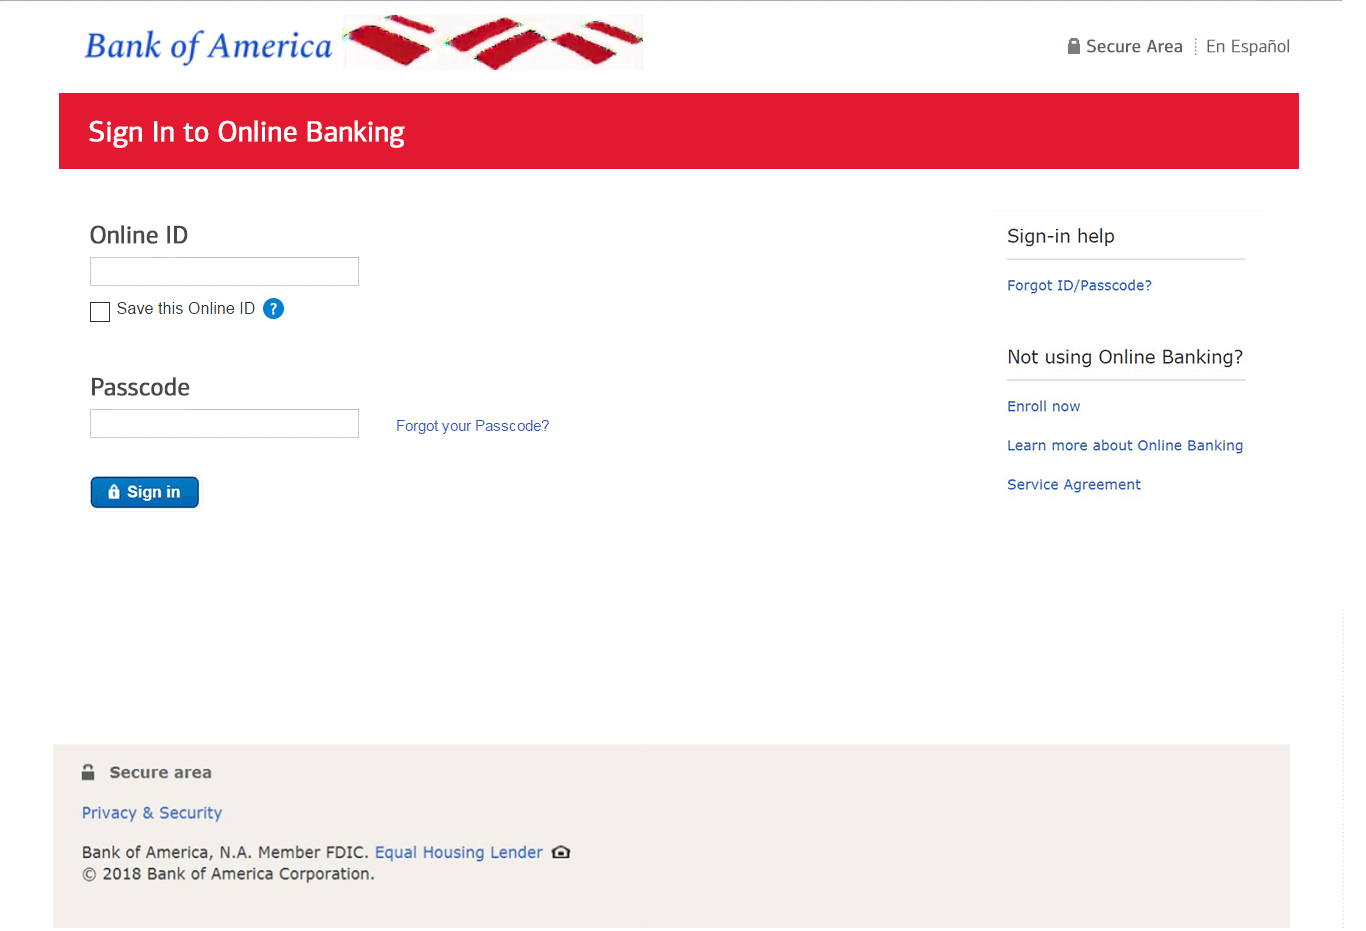 Bank of America
Secure Area
En Español
Sign In to Online Banking
Online ID
Save this Online ID ?
Passcode
Forgot your Passcode?
Sign in
Sign-in help
Forgot ID/Passcode?
Not using Online Banking?
Enroll now
Learn more about Online Banking
Service Agreement
Secure area
Privacy & Security
Bank of America, N.A. Member FDIC. Equal Housing Lender
© 2018 Bank of America Corporation.